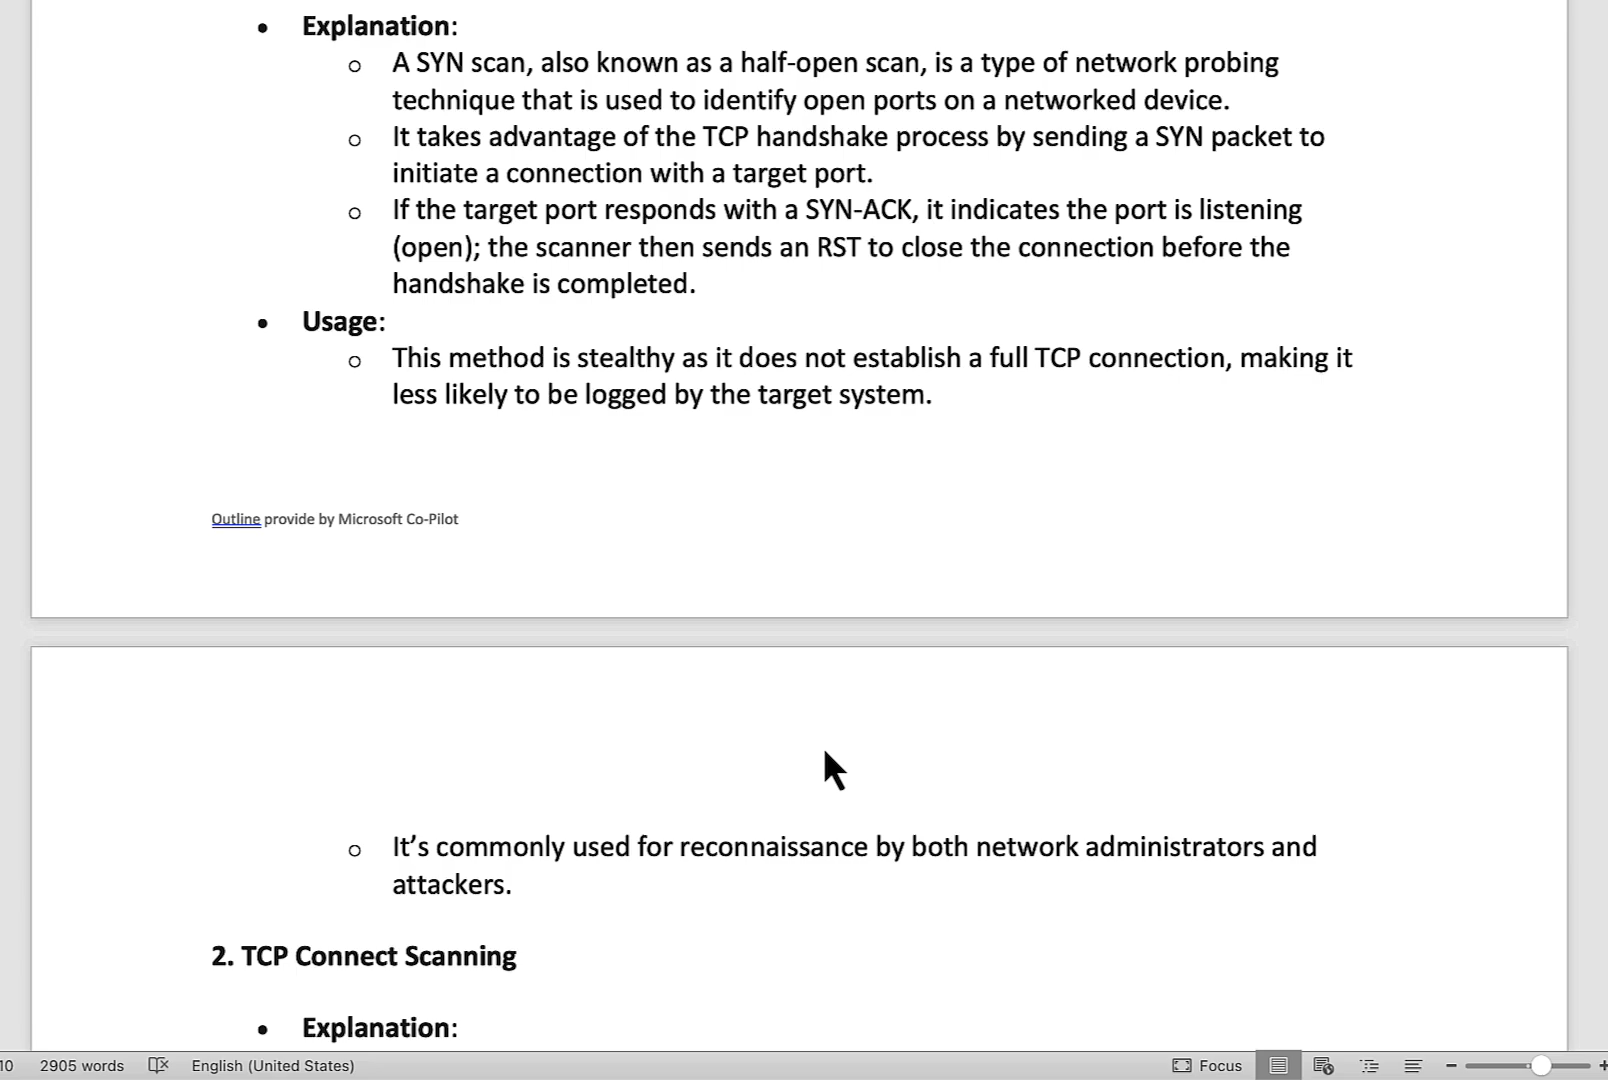 • Explanation:
o A SYN scan, also known as a half-open scan, is a type of network probing
technique that is used to identify open ports on a networked device.
o It takes advantage of the TCP handshake process by sending a SYN packet to
initiate a connection with a target port.
o If the target port responds with a SYN-ACK, it indicates the port is listening
(open); the scanner then sends an RST to close the connection before the
handshake is completed.
• Usage:
o This method is stealthy as it does not establish a full TCP connection, making it
less likely to be logged by the target system.
Outline provide by Microsoft Co-Pilot
o It’s commonly used for reconnaissance by both network administrators and
attackers.
2. TCP Connect Scanning
• Explanation:
10 2905 words English (United States) Focus